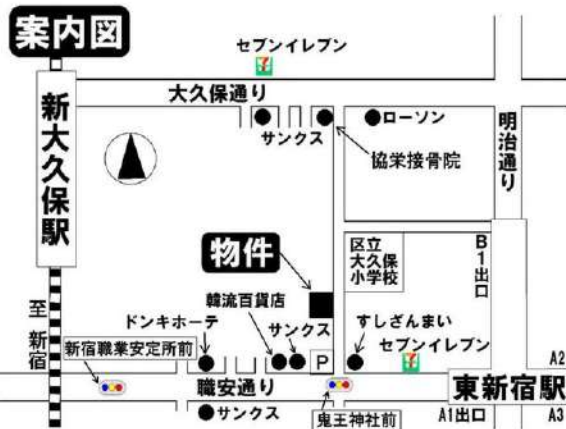 案内図
セブンイレブン
7
大久保通り
新大久保駅
サンクス
ローソン
明治通り
協栄接骨院
物件
区立
大久保
小学校
B1出口
至 新宿
ドンキホーテ
韓流百貨店
サンクス
すしざんまい
セブンイレブン
7
新宿職業安定所前
P
職安通り
東新宿駅
A2
サンクス
鬼王神社前
A1出口
A3